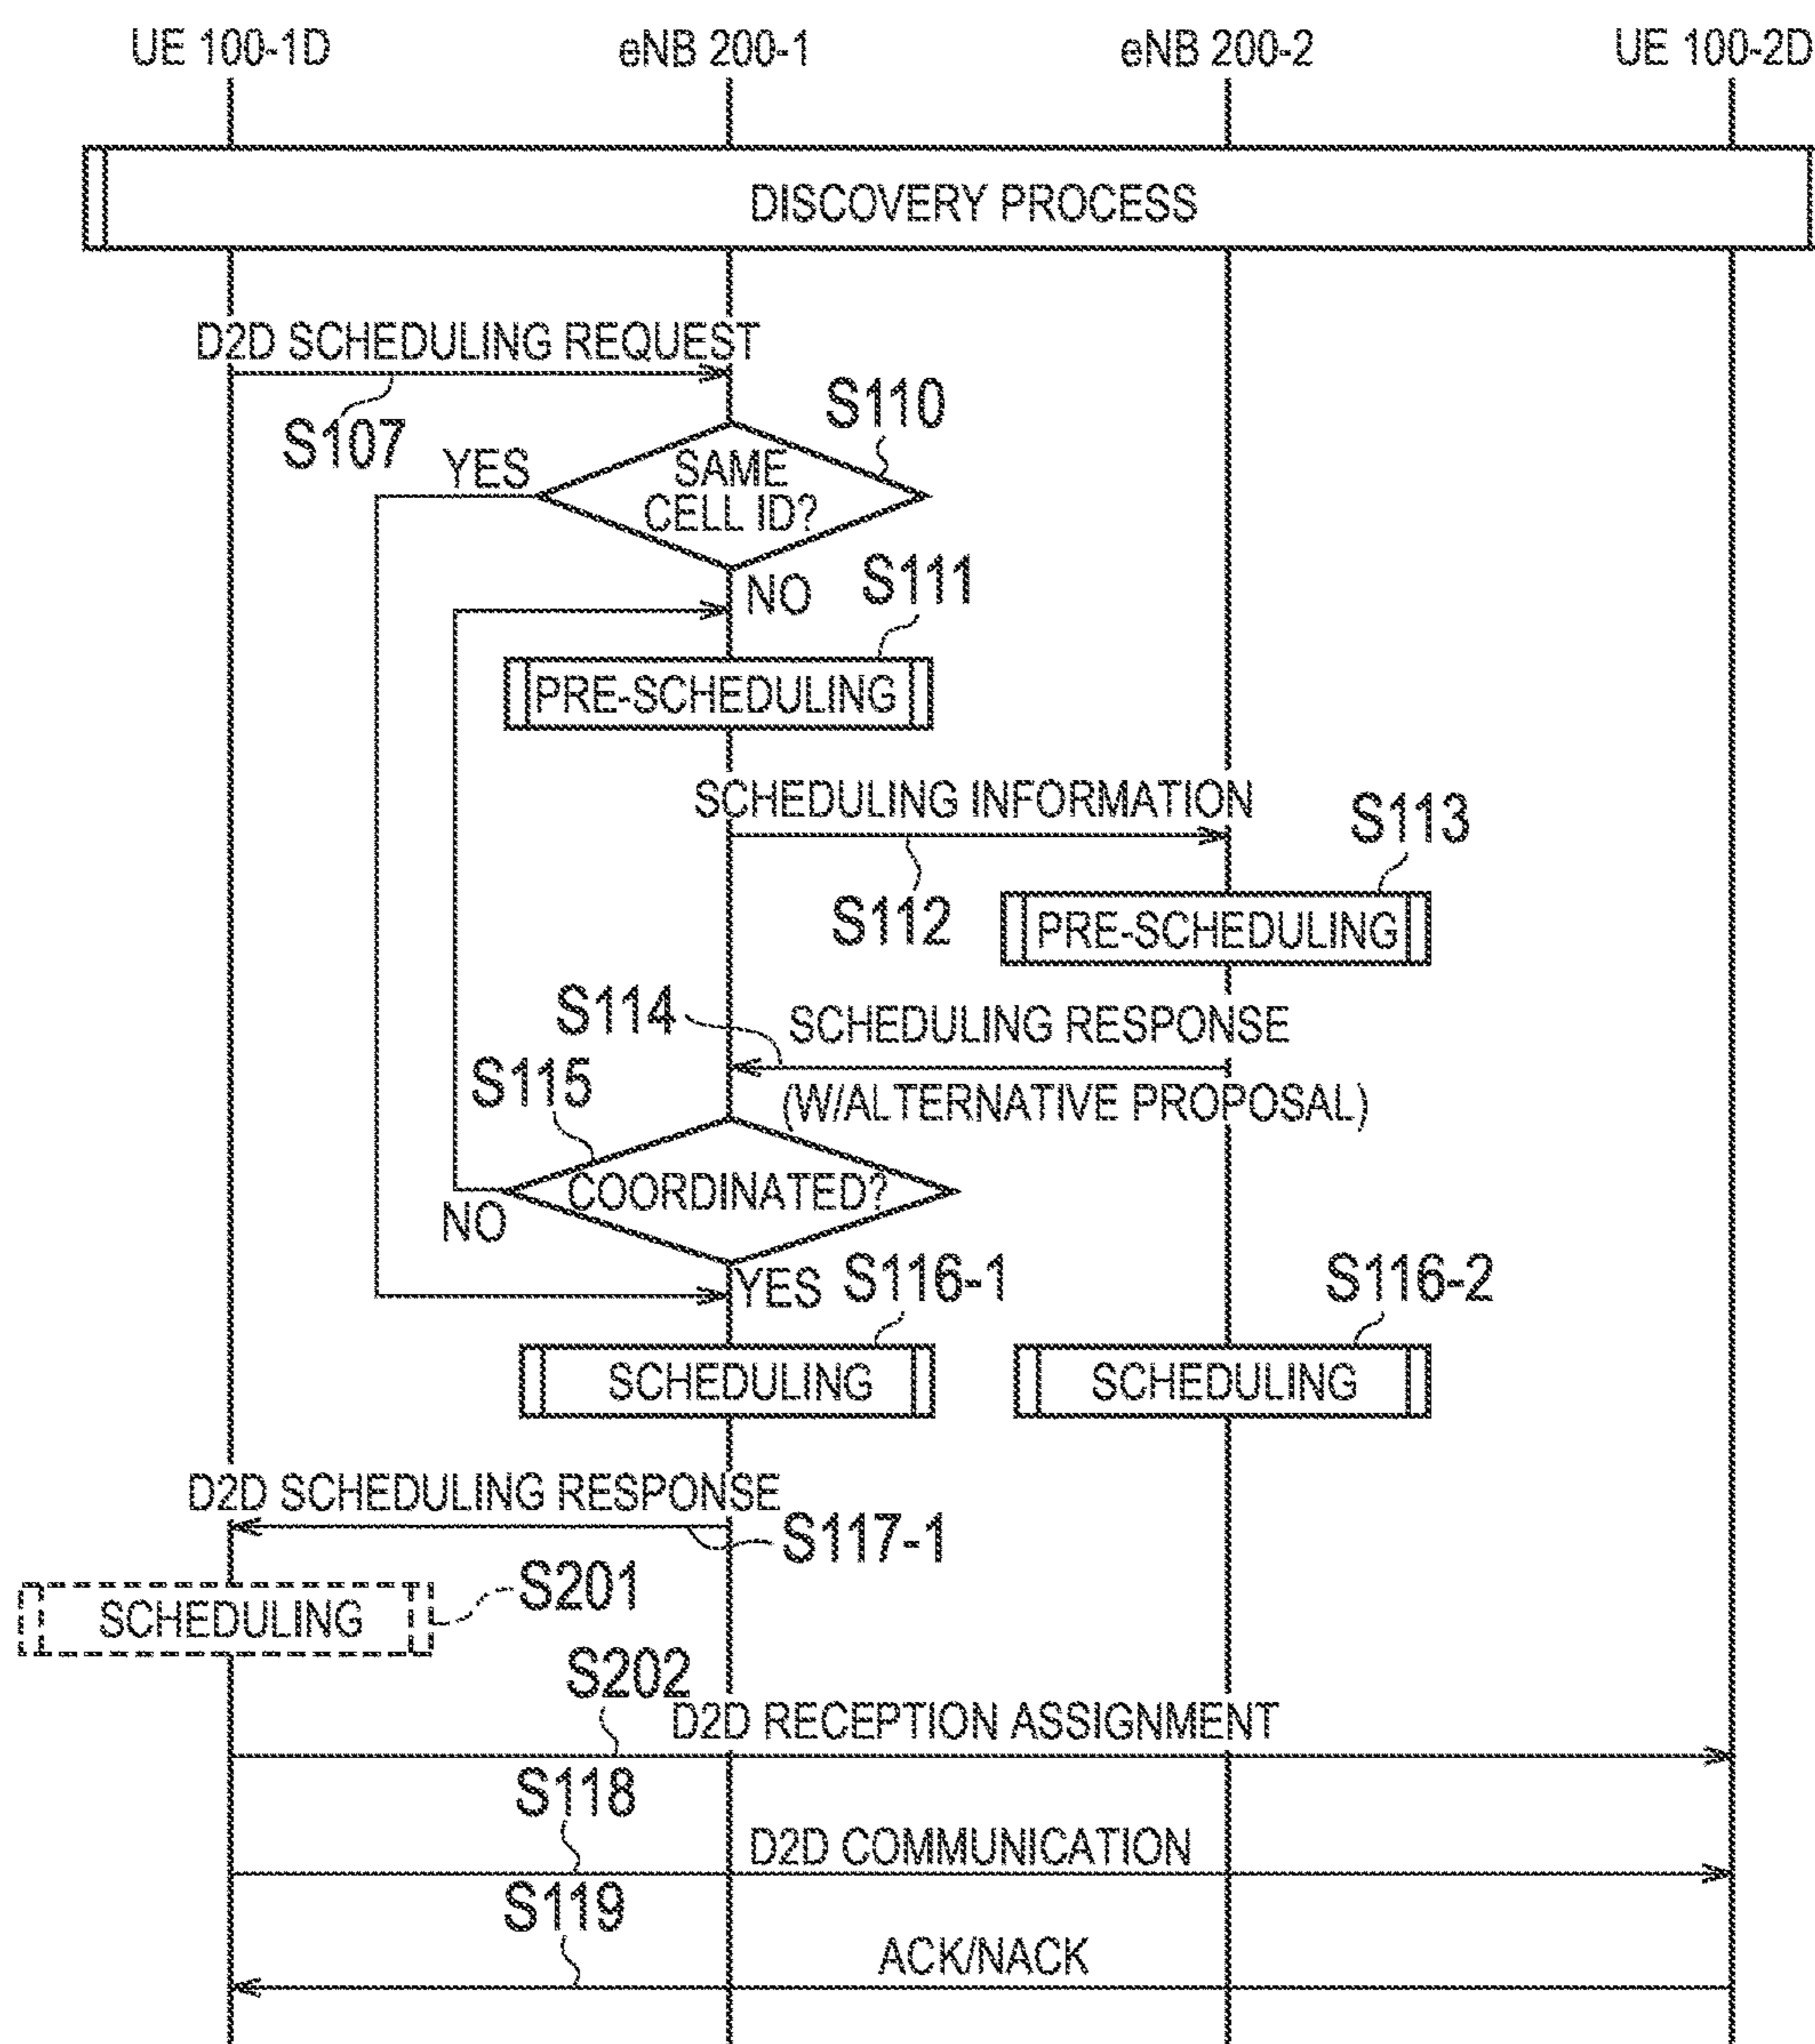 UE 100-1D
eNB 200-1
eNB 200-2
UE 100-2D
DISCOVERY PROCESS
D2D SCHEDULING REQUEST
S107
S110
YES
SAME
CELL ID?
NO
S111
PRE-SCHEDULING
SCHEDULING INFORMATION
S112
S113
PRE-SCHEDULING
S114
SCHEDULING RESPONSE
(W/ALTERNATIVE PROPOSAL)
S115
COORDINATED?
NO
YES
S116-1
S116-2
SCHEDULING
SCHEDULING
D2D SCHEDULING RESPONSE
S117-1
S201
SCHEDULING
S202
D2D RECEPTION ASSIGNMENT
S118
D2D COMMUNICATION
S119
ACK/NACK